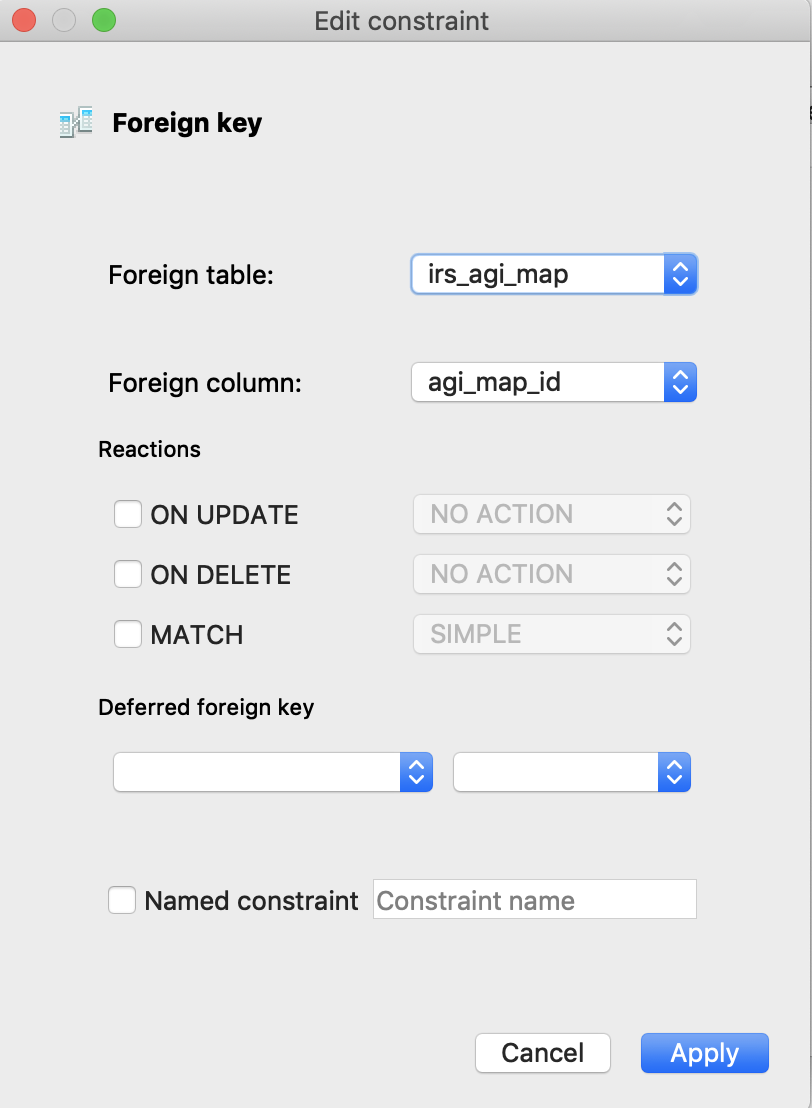 Edit constraint
Foreign key
Foreign table: irs_agi_map
Foreign column: agi_map_id
Reactions
ON UPDATE NO ACTION
ON DELETE NO ACTION
MATCH SIMPLE
Deferred foreign key
Named constraint Constraint name
Cancel Apply